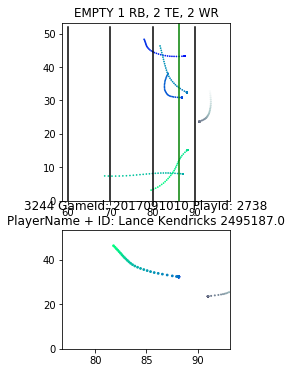 EMPTY 1 RB, 2 TE, 2 WR
50
40
30
20
10
0
60 70 80 90
3244 GameId: 2017091010 PlayId: 2738
PlayerName + ID: Lance Kendricks 2495187.0
40
20
0
80 85 90